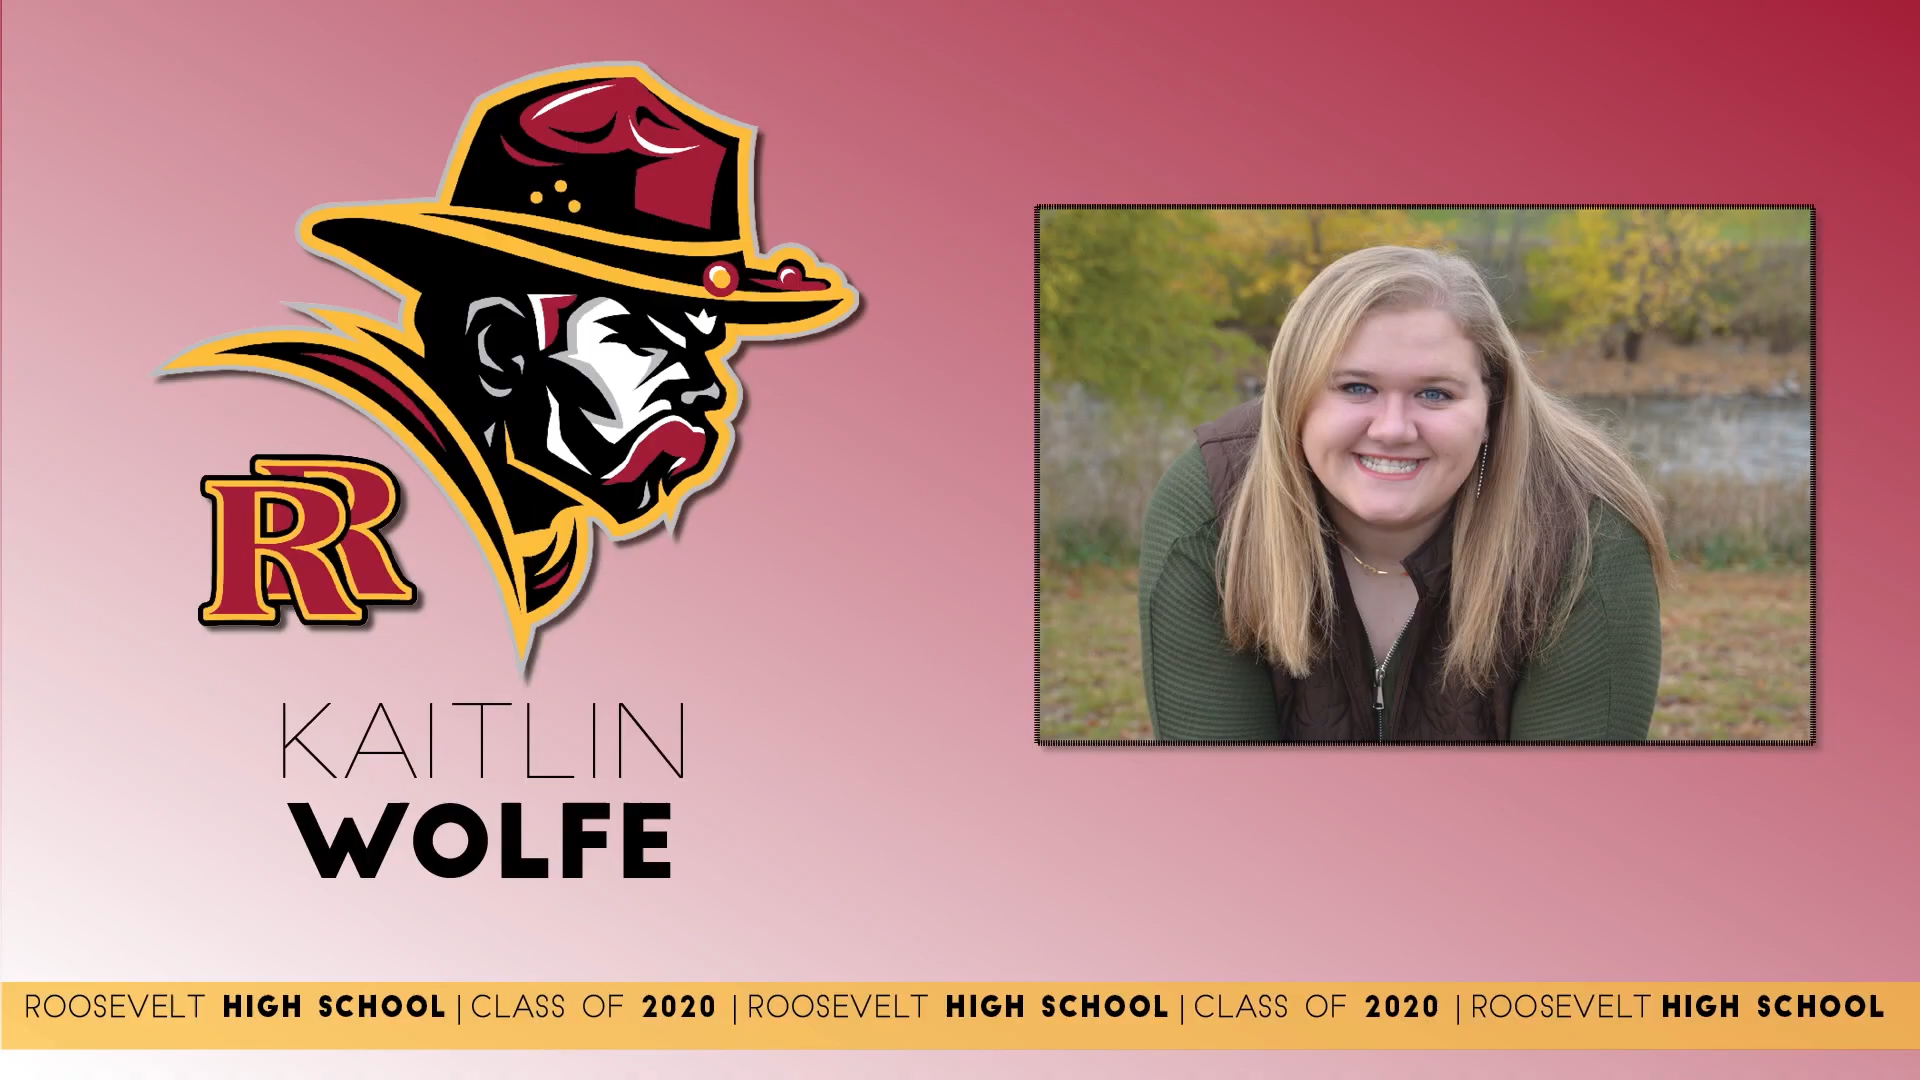 RR
KAITLIN
WOLFE
ROOSEVELT HIGH SCHOOL | CLASS OF 2020 | ROOSEVELT HIGH SCHOOL | CLASS OF 2020 | ROOSEVELT HIGH SCHOOL